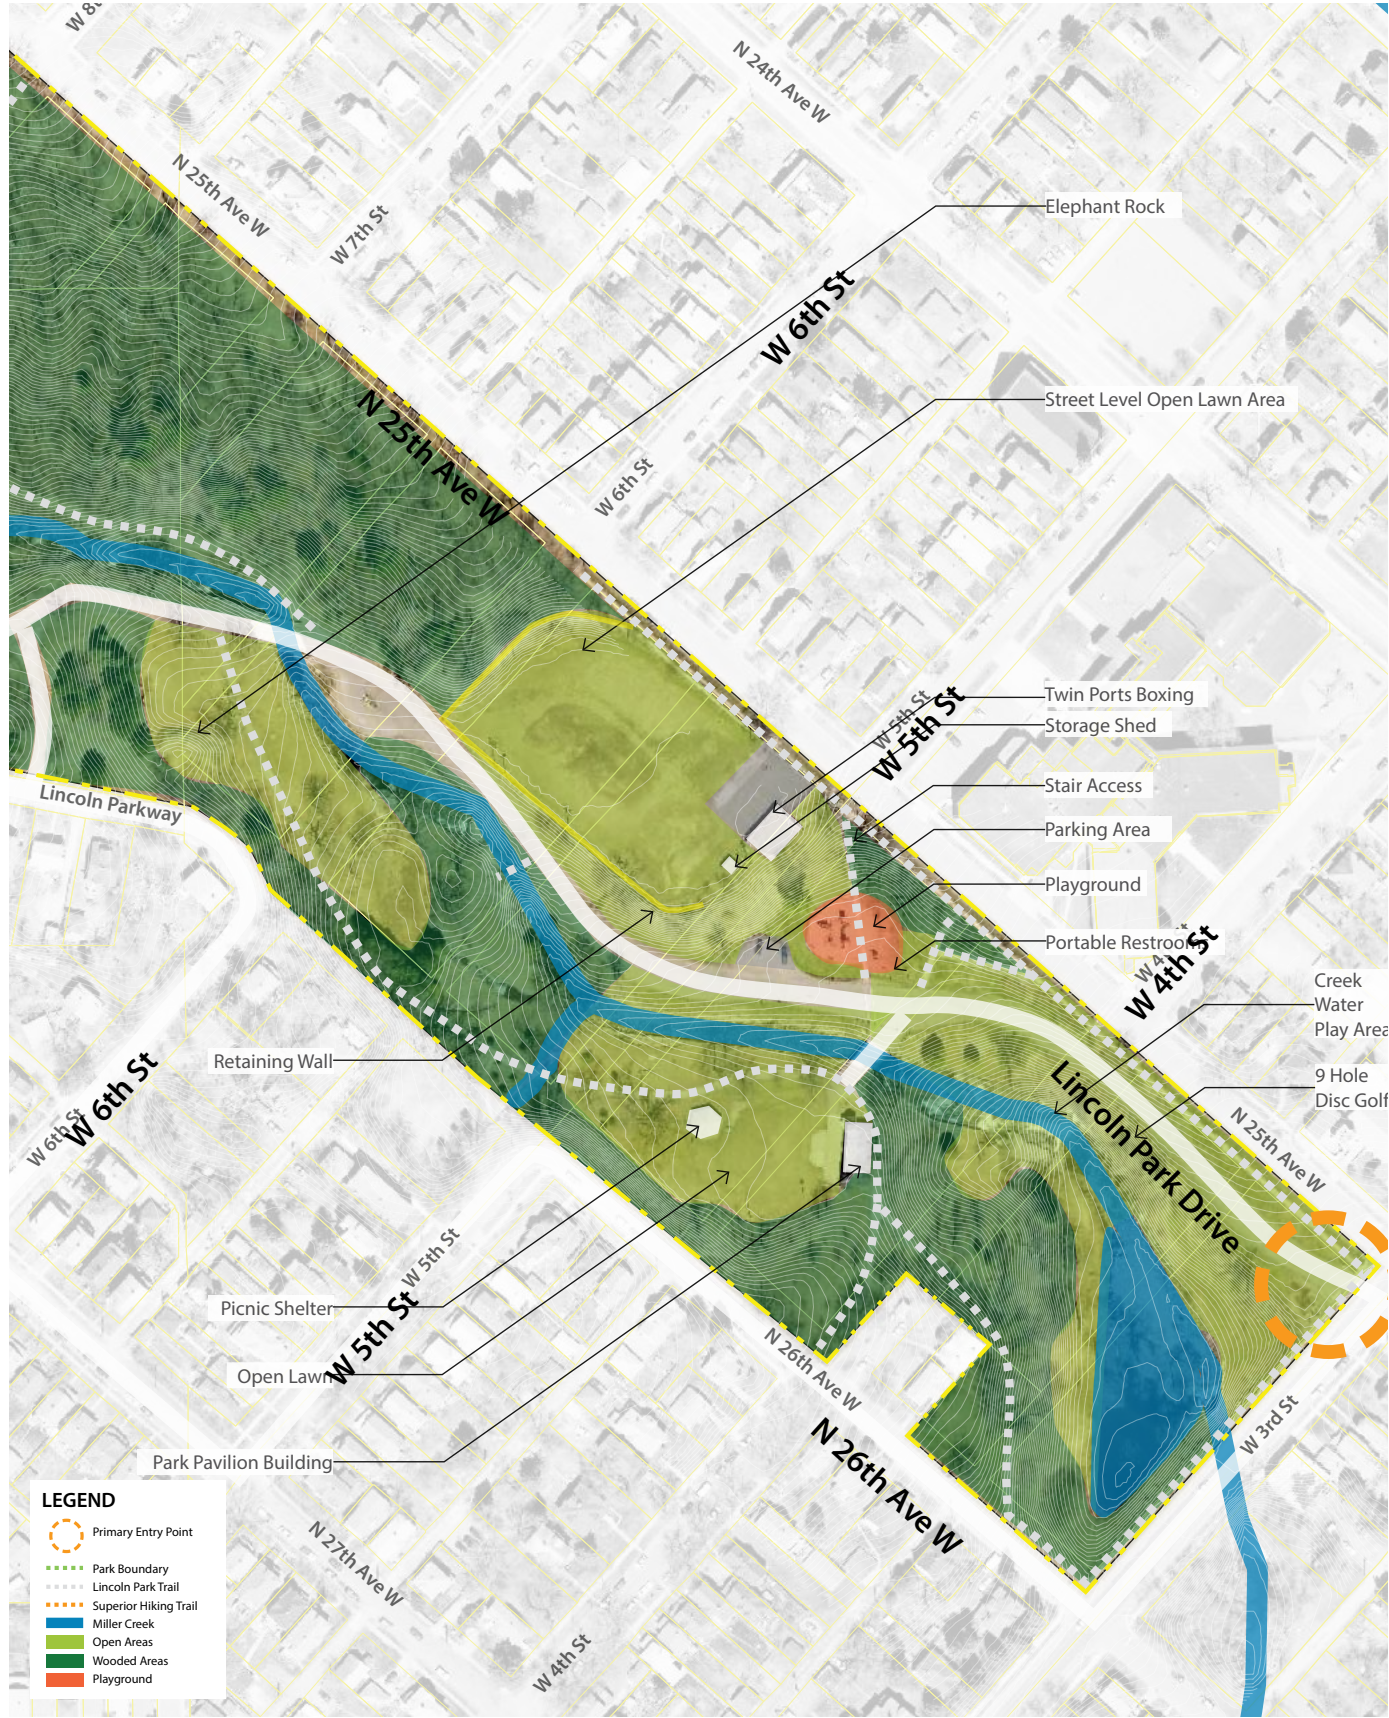 W 8
N 24th Ave W
N 25th Ave W
W 7th St
Elephant Rock
W 6th St
Street Level Open Lawn Area
N 25th Ave W
W 6th St
Twin Ports Boxing
W 5th St
W 5th St
Storage Shed
Stair Access
Lincoln Parkway
Parking Area
Playground
Portable Restroom
W 4th St
W 4th St
Creek
Water
Play Area
Retaining Wall
Lincoln Park Drive
9 Hole
Disc Golf
W 6th St
W 6th St
N 25th Ave W
W 5th St
Picnic Shelter
W 5th St
Open Lawn
N 26th Ave W
W 3rd St
N 26th Ave W
Park Pavilion Building
N 27th Ave W
W 4th St
LEGEND
Primary Entry Point
Park Boundary
Lincoln Park Trail
Superior Hiking Trail
Miller Creek
Open Areas
Wooded Areas
Playground